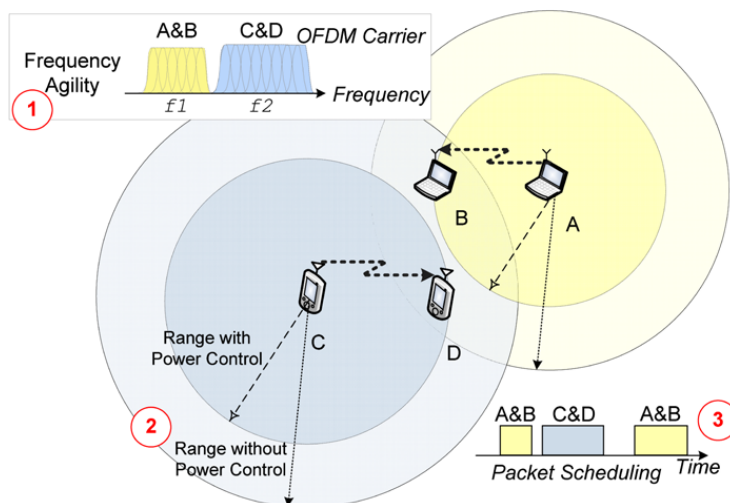 A&B C&D OFDM Carrier
Frequency
Agility
Frequency
1
f1 f2
B
A
C
D
Range with
Power Control
2
Range without
Power Control
3
A&B C&D A&B
Packet Scheduling
Time